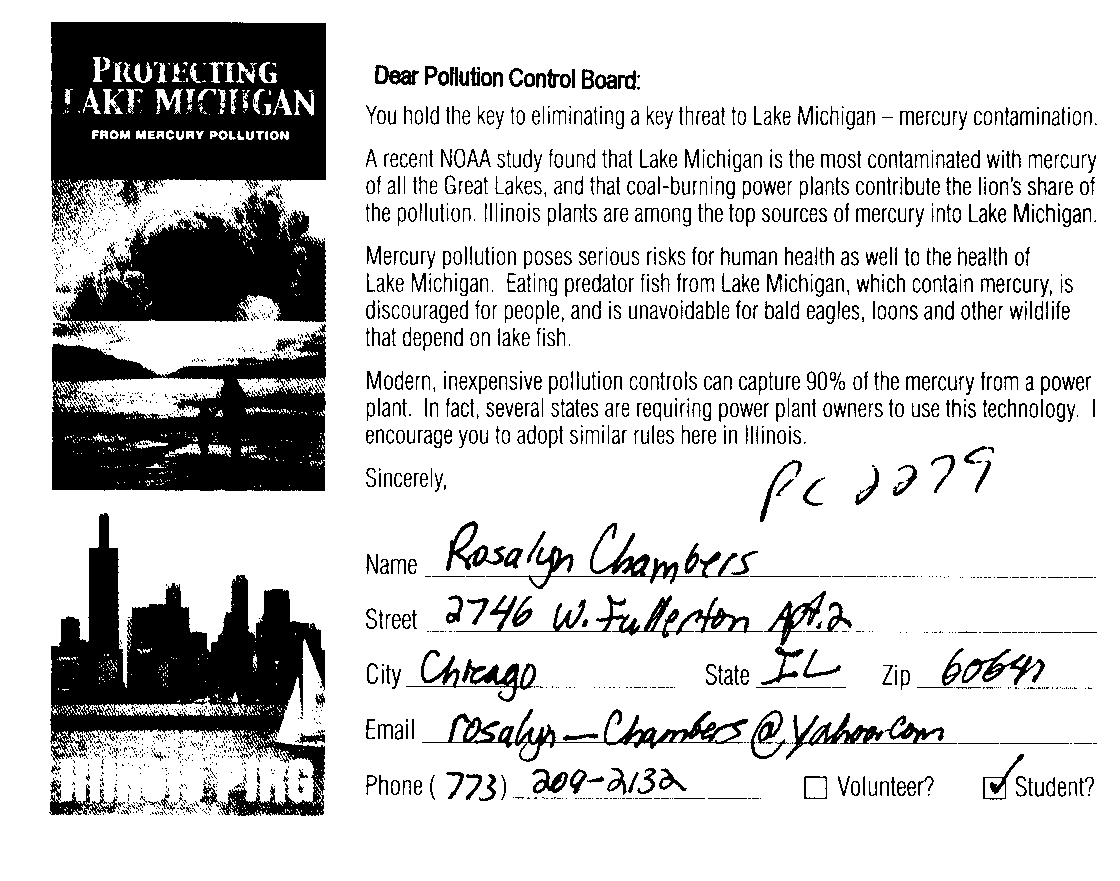 PROTECTING
LAKE MICHIGAN
FROM MERCURY POLLUTION
Dear Pollution Control Board:
You hold the key to eliminating a key threat to Lake Michigan – mercury contamination.
A recent NOAA study found that Lake Michigan is the most contaminated with mercury
of all the Great Lakes, and that coal-burning power plants contribute the lion's share of
the pollution. Illinois plants are among the top sources of mercury into Lake Michigan.
Mercury pollution poses serious risks for human health as well to the health of
Lake Michigan. Eating predator fish from Lake Michigan, which contain mercury, is
discouraged for people, and is unavoidable for bald eagles, loons and other wildlife
that depend on lake fish.
Modern, inexpensive pollution controls can capture 90% of the mercury from a power
plant. In fact, several states are requiring power plant owners to use this technology. I
encourage you to adopt similar rules here in Illinois.
Sincerely,
PC 2279
Name Rosalyn Chambers
Street 2746 W. Fullerton Apt.2
City Chicago State IL Zip 60647
Email rosalyn_Chambers@yahoo.com
Phone (773) 209-2132 Volunteer? Student?
ILLINOIS PIRG